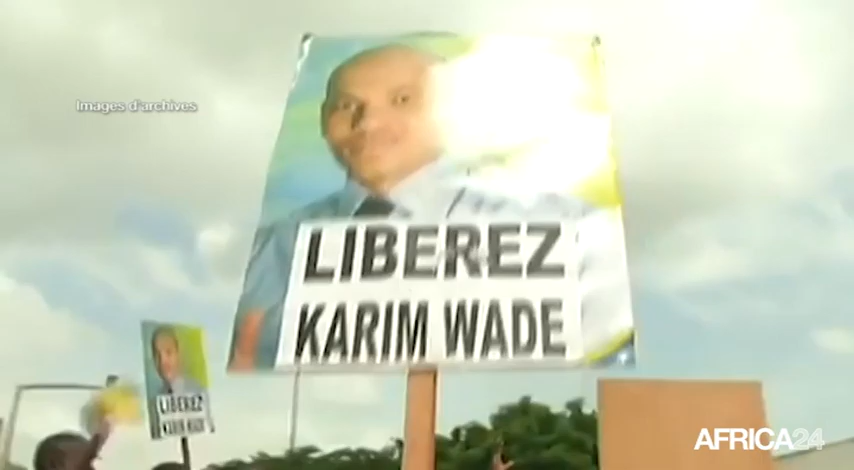 Images d'archives
LIBEREZ
KARIM WADE
LIBEREZ
KARIM WADE
AFRICA24